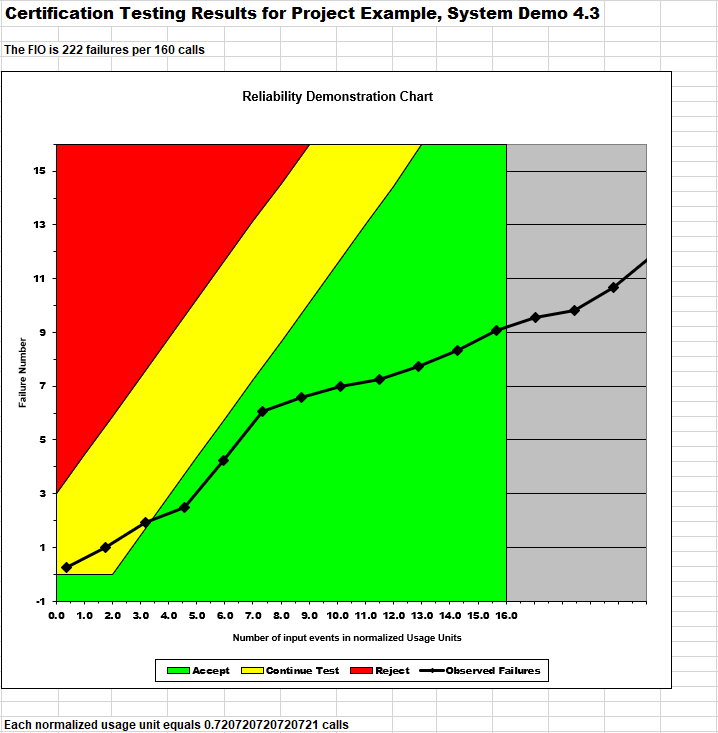 Certification Testing Results for Project Example, System Demo 4.3
The FIO is 222 failures per 160 calls
Reliability Demonstration Chart
15
13
11
9
7
5
3
1
-1
Failure Number
0.0 1.0 2.0 3.0 4.0 5.0 6.0 7.0 8.0 9.0 10.0 11.0 12.0 13.0 14.0 15.0 16.0
Number of input events in normalized Usage Units
Accept Continue Test Reject Observed Failures
Each normalized usage unit equals 0.720720720720721 calls